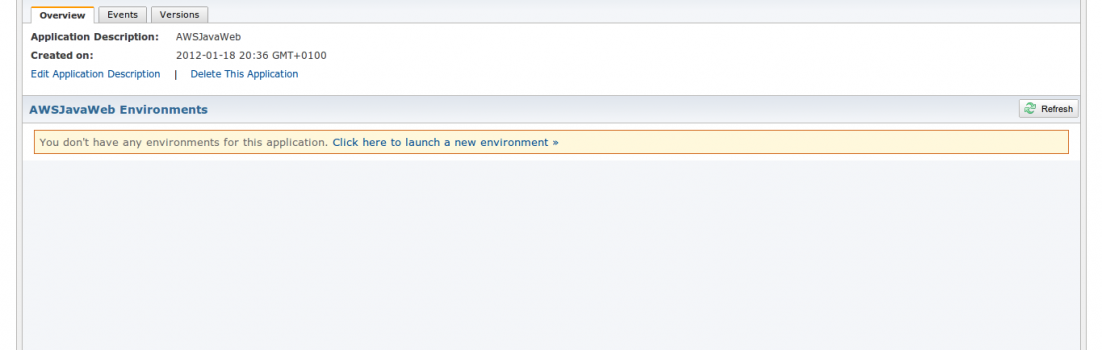 Overview Events Versions
Application Description: AWSJavaWeb
Created on: 2012-01-18 20:36 GMT+0100
Edit Application Description | Delete This Application
AWSJavaWeb Environments Refresh
You don't have any environments for this application. Click here to launch a new environment »